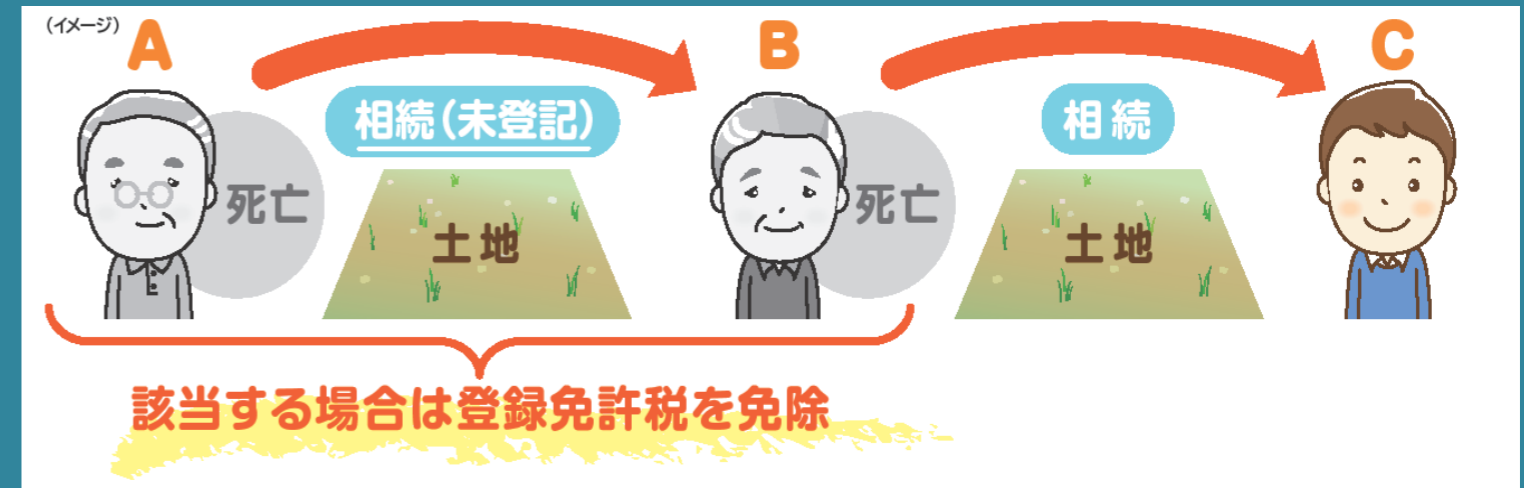 (イメージ)
A
B
C
相続(未登記)
相続
死亡
土地
死亡
土地
該当する場合は登録免許税を免除